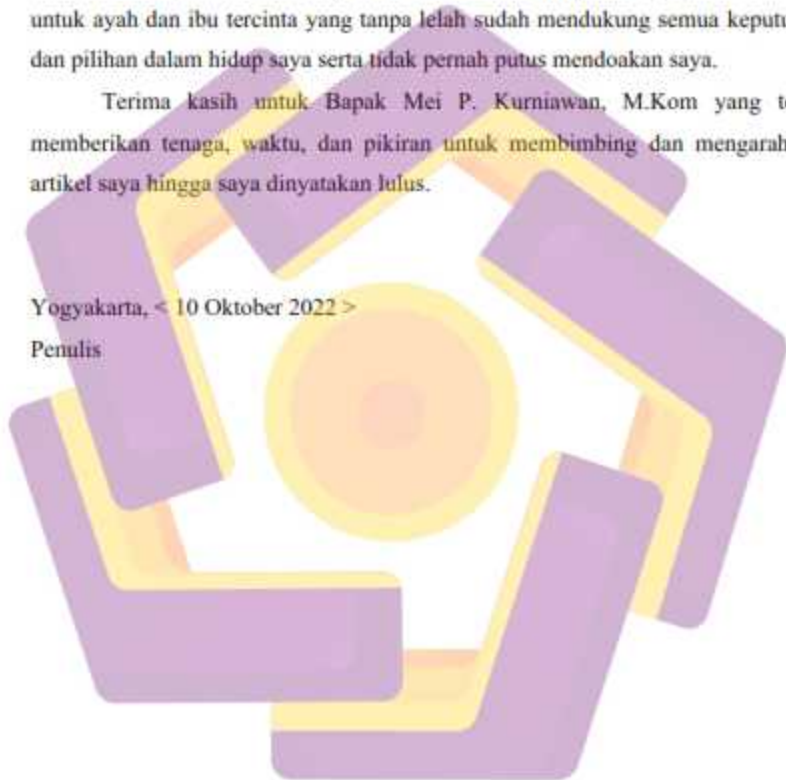 untuk ayah dan ibu tercinta yang tanpa lelah sudah mendukung semua keputu
dan pilihan dalam hidup saya serta tidak pernah putus mendoakan saya.
Terima kasih untuk Bapak Mei P. Kurniawan, M.Kom yang te
memberikan tenaga, waktu, dan pikiran untuk membimbing dan mengarah
artikel saya hingga saya dinyatakan lulus.
Yogyakarta, < 10 Oktober 2022 >
Penulis